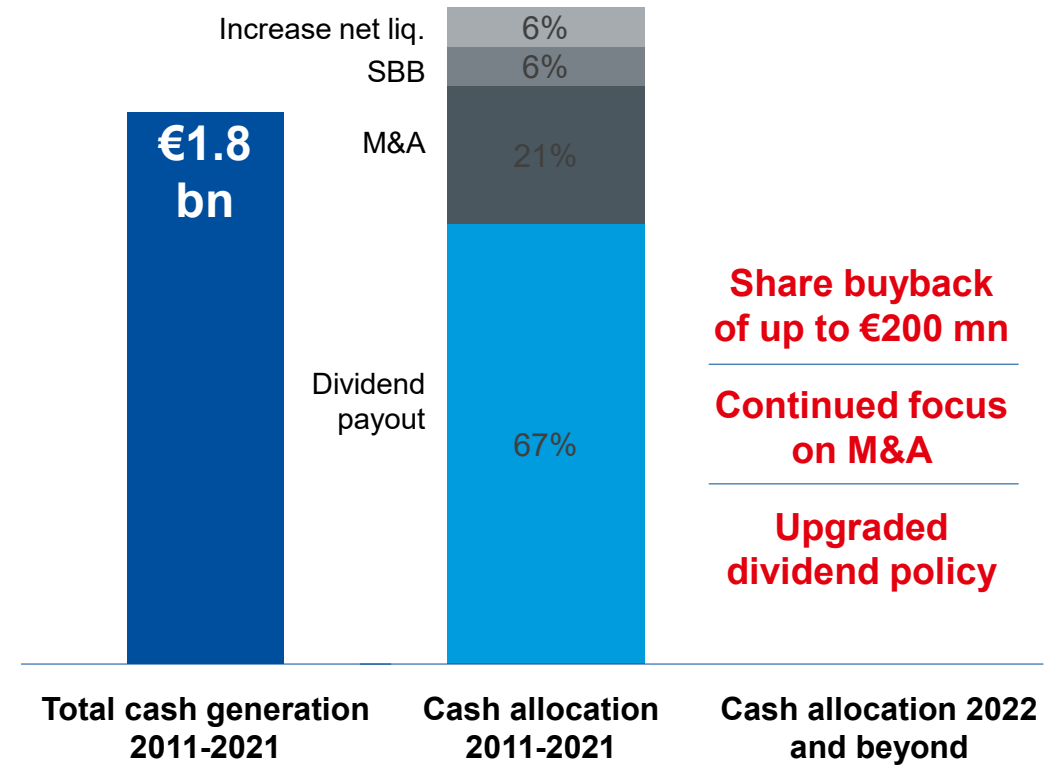 Increase net liq.
6%
SBB
6%
M&A
21%
Dividend
payout
67%
€1.8
bn
Share buyback
of up to €200 mn
Continued focus
on M&A
Upgraded
dividend policy
Total cash generation
2011-2021
Cash allocation
2011-2021
Cash allocation 2022
and beyond